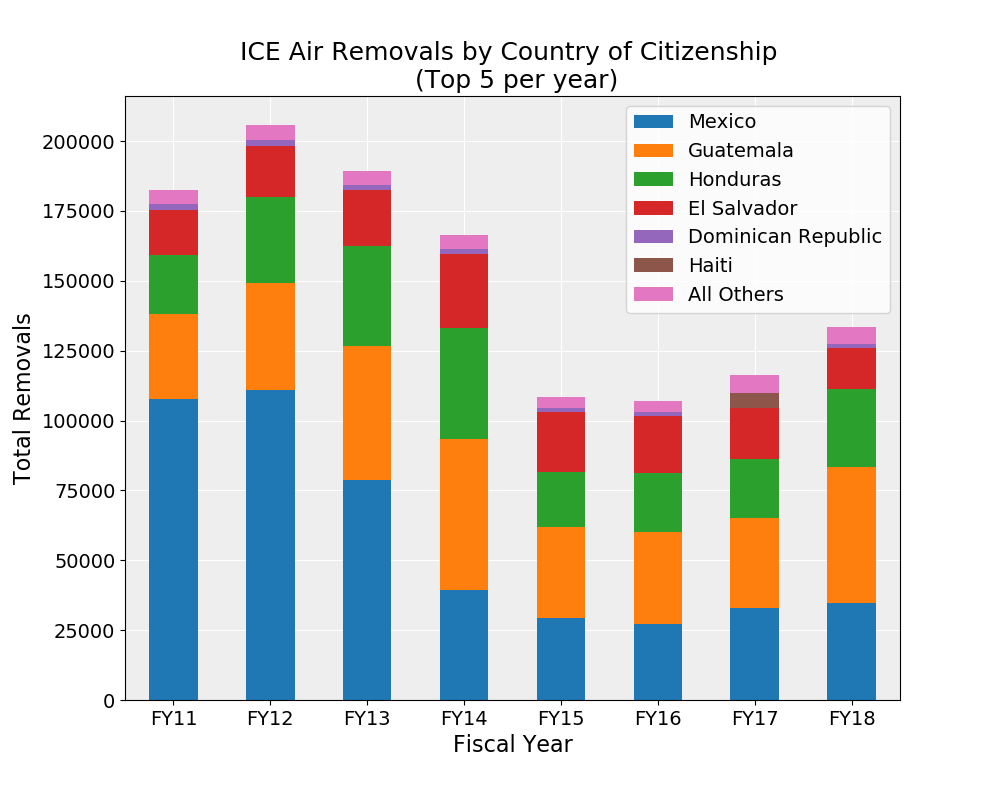 ICE Air Removals by Country of Citizenship
(Top 5 per year)
Mexico
Guatemala
Honduras
El Salvador
Dominican Republic
Haiti
All Others
Total Removals
200000
175000
150000
125000
100000
75000
50000
25000
0
FY11 FY12 FY13 FY14 FY15 FY16 FY17 FY18
Fiscal Year